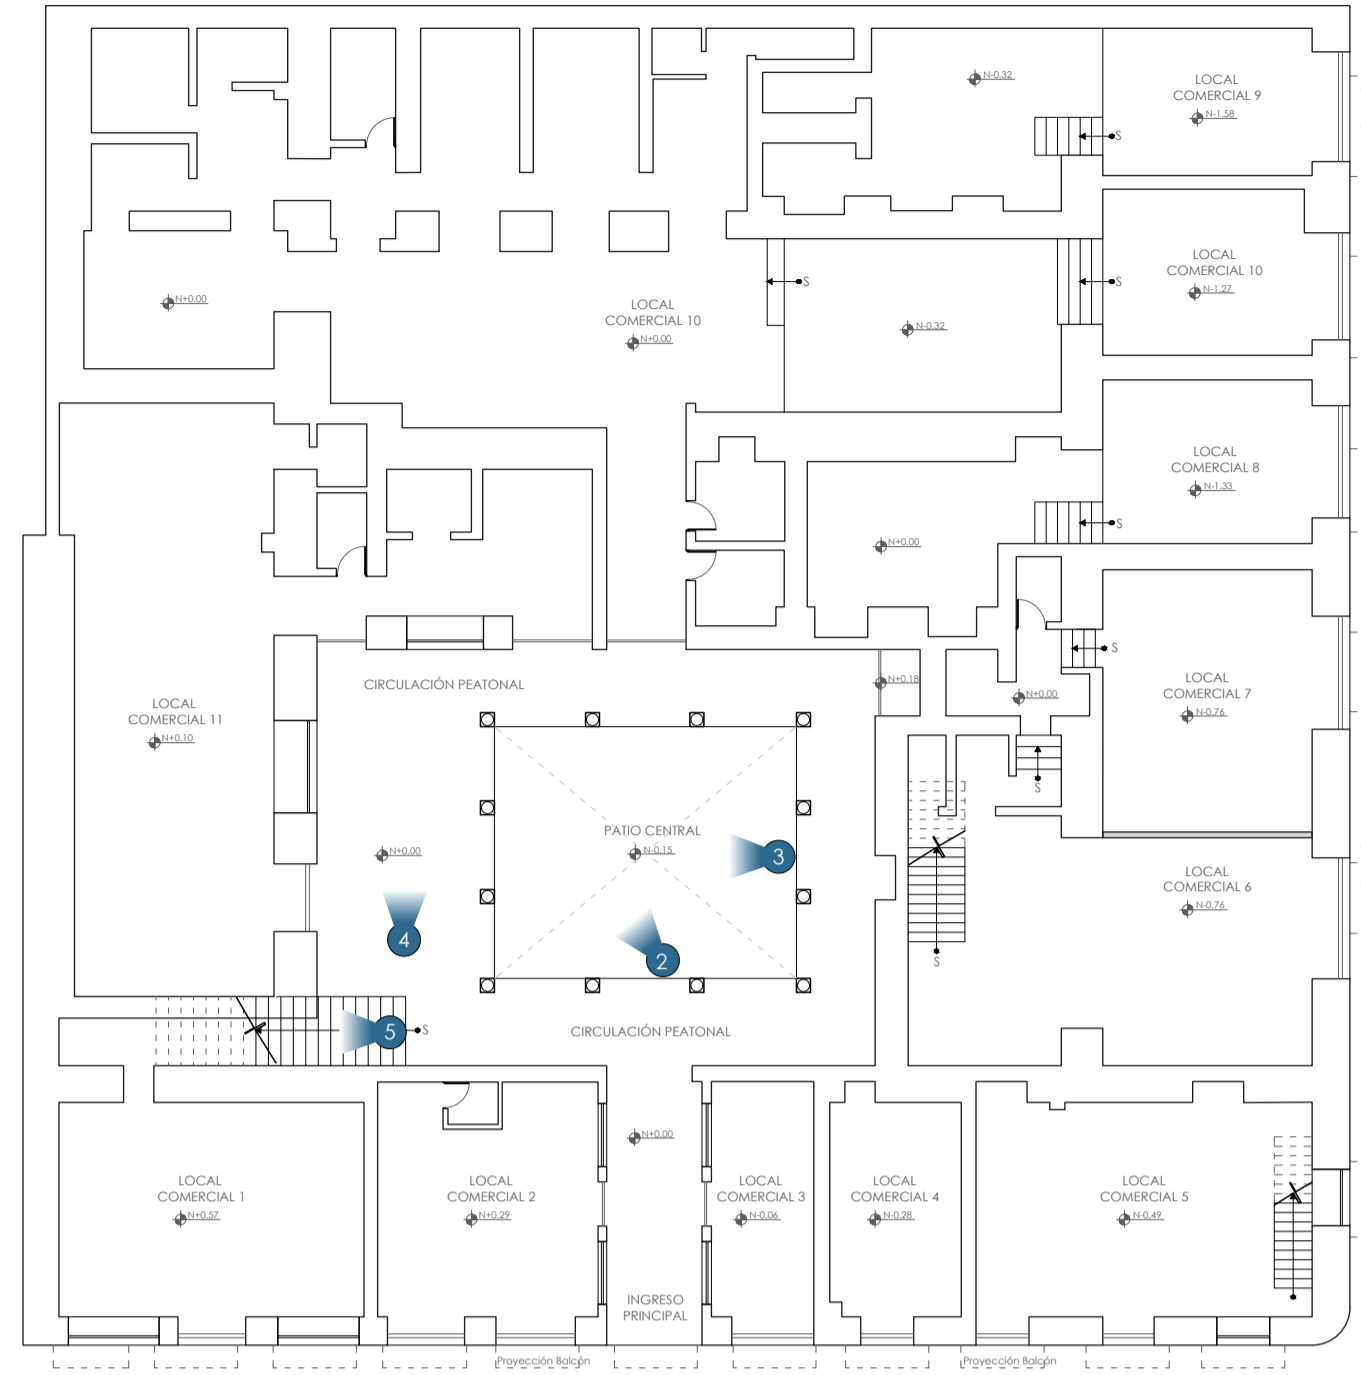 N-0.32
LOCAL
COMERCIAL 9
N-1.58
S
LOCAL
COMERCIAL 10
N-1.27
S
S
N+0.00
LOCAL
COMERCIAL 10
N+0.00
N-0.32
LOCAL
COMERCIAL 8
N-1.33
S
N+0.00
S
CIRCULACIÓN PEATONAL
N+0.18
N+0.00
LOCAL
COMERCIAL 7
N-0.76
LOCAL
COMERCIAL 11
N+0.10
S
PATIO CENTRAL
N-0.15
3
N+0.00
LOCAL
COMERCIAL 6
N-0.76
4
2
S
5
S
CIRCULACIÓN PEATONAL
N+0.00
LOCAL
COMERCIAL 1
N+0.57
LOCAL
COMERCIAL 2
N+0.29
LOCAL
COMERCIAL 3
N-0.06
LOCAL
COMERCIAL 4
N-0.28
LOCAL
COMERCIAL 5
N-0.49
INGRESO
PRINCIPAL
Proyección Balcón
Proyección Balcón